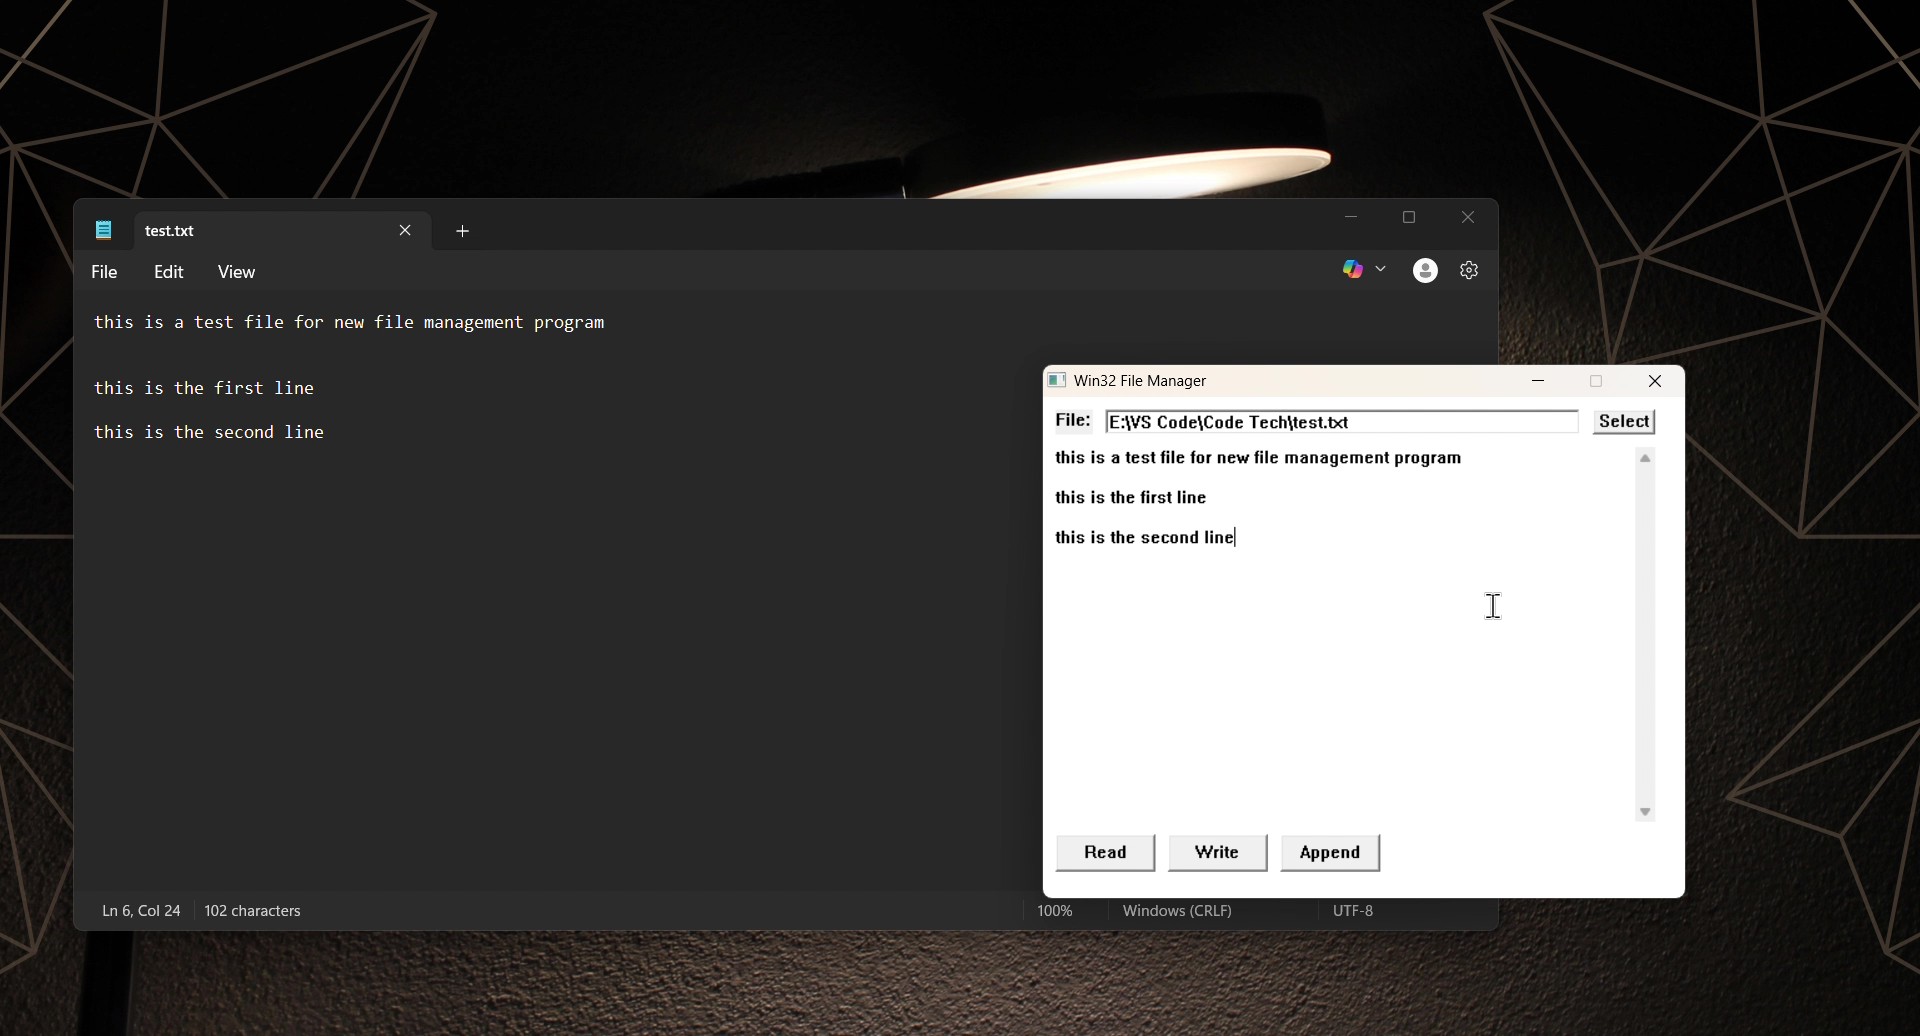 test.txt
File Edit View
this is a test file for new file management program
this is the first line
this is the second line
Ln 6, Col 24 102 characters 100% Windows (CRLF) UTF-8
Win32 File Manager
File: E:\VS Code\Code Tech\test.txt Select
this is a test file for new file management program
this is the first line
this is the second line
Read Write Append